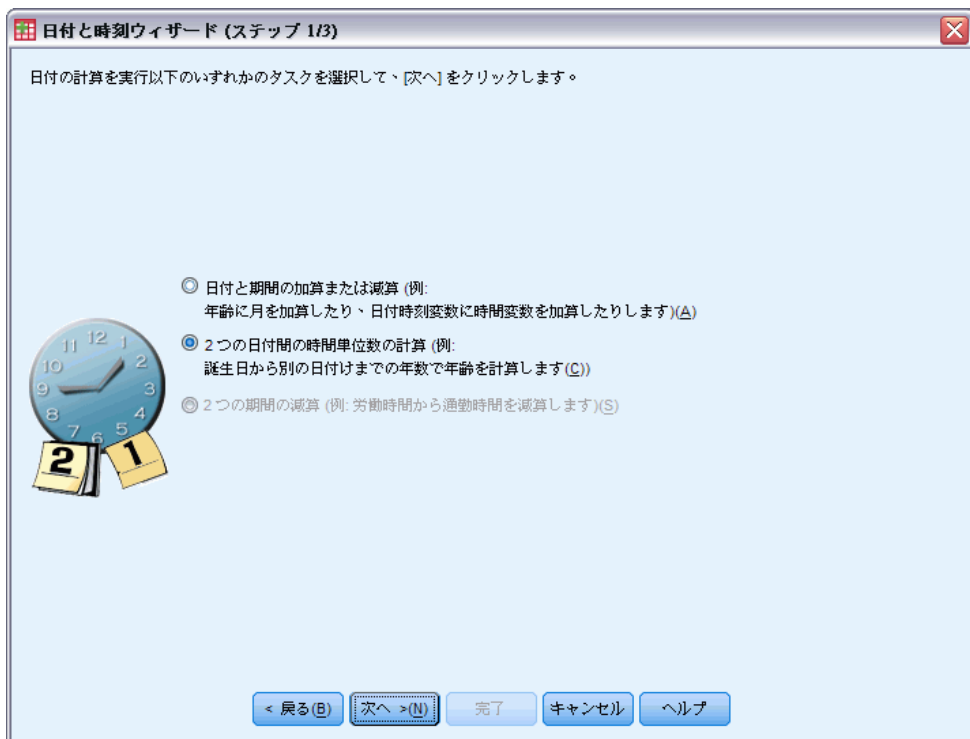 日付と時刻ウィザード (ステップ 1/3)
日付の計算を実行以下のいずれかのタスクを選択して、[次へ] をクリックします。
日付と期間の加算または減算 (例:
年齢に月を加算したり、日付時刻変数に時間変数を加算したりします)(A)
2 つの日付間の時間単位数の計算 (例:
誕生日から別の日付けまでの年数で年齢を計算します(C))
2 つの期間の減算 (例: 労働時間から通勤時間を減算します)(S)
11 12 1
10 2
9 3
8 4
7 6 5
2 1
< 戻る(B) 次へ >(N) 完了 キャンセル ヘルプ